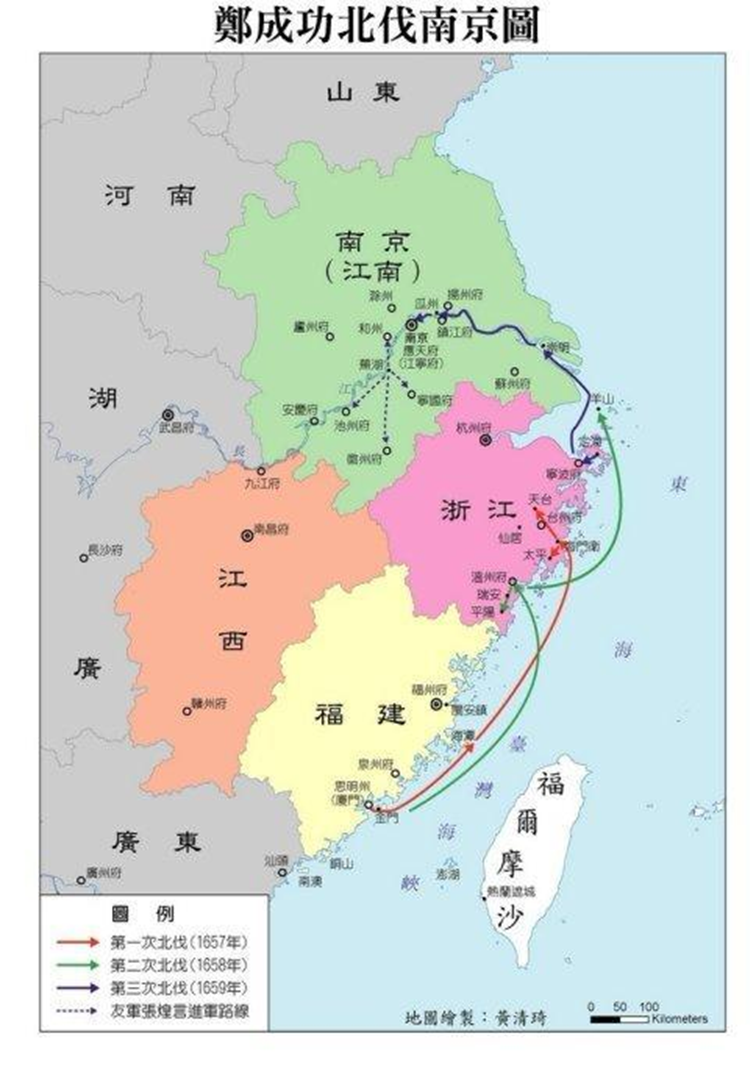 鄭成功北伐南京圖
山東
河南
南京
(江南)
滁州
瓜州
揚州府
廬州府
和州
南京
應天府
(江寧府)
鎮江府
蕪湖
崇明
湖
江
寧國府
蘇州府
羊山
武昌府
安慶府
池州府
杭州府
定海
長
徽州府
寧波府
九江府
東
浙江
天台
台州府
南昌府
仙居
海門衛
長沙府
太平
江
溫州府
瑞安
平陽
西
海
廣
贛州府
福建
福州府
閩安鎮
海潭
臺
泉州府
灣
福
思明州
(廈門)
金門
爾
廣東
海
摩
汕頭
銅山
廣州府
南澳
峽
澎湖
熱蘭遮城
沙
圖例
第一次北伐(1657年)
第二次北伐(1658年)
第三次北伐(1659年)
友軍張煌言進軍路線
地圖繪製：黃清琦
0 50 100
Kilometers